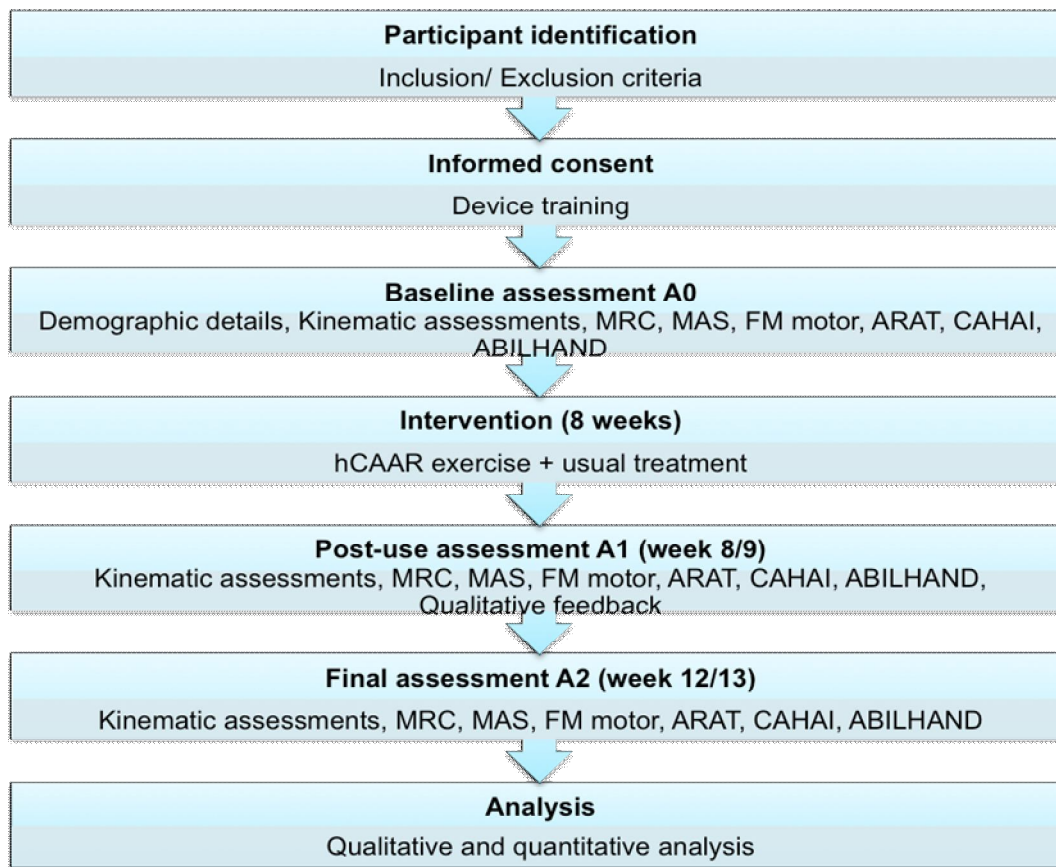 Participant identification
Inclusion/ Exclusion criteria
Informed consent
Device training
Baseline assessment A0
Demographic details, Kinematic assessments, MRC, MAS, FM motor, ARAT, CAHAI,
ABILHAND
Intervention (8 weeks)
hCAAR exercise + usual treatment
Post-use assessment A1 (week 8/9)
Kinematic assessments, MRC, MAS, FM motor, ARAT, CAHAI, ABILHAND,
Qualitative feedback
Final assessment A2 (week 12/13)
Kinematic assessments, MRC, MAS, FM motor, ARAT, CAHAI, ABILHAND
Analysis
Qualitative and quantitative analysis